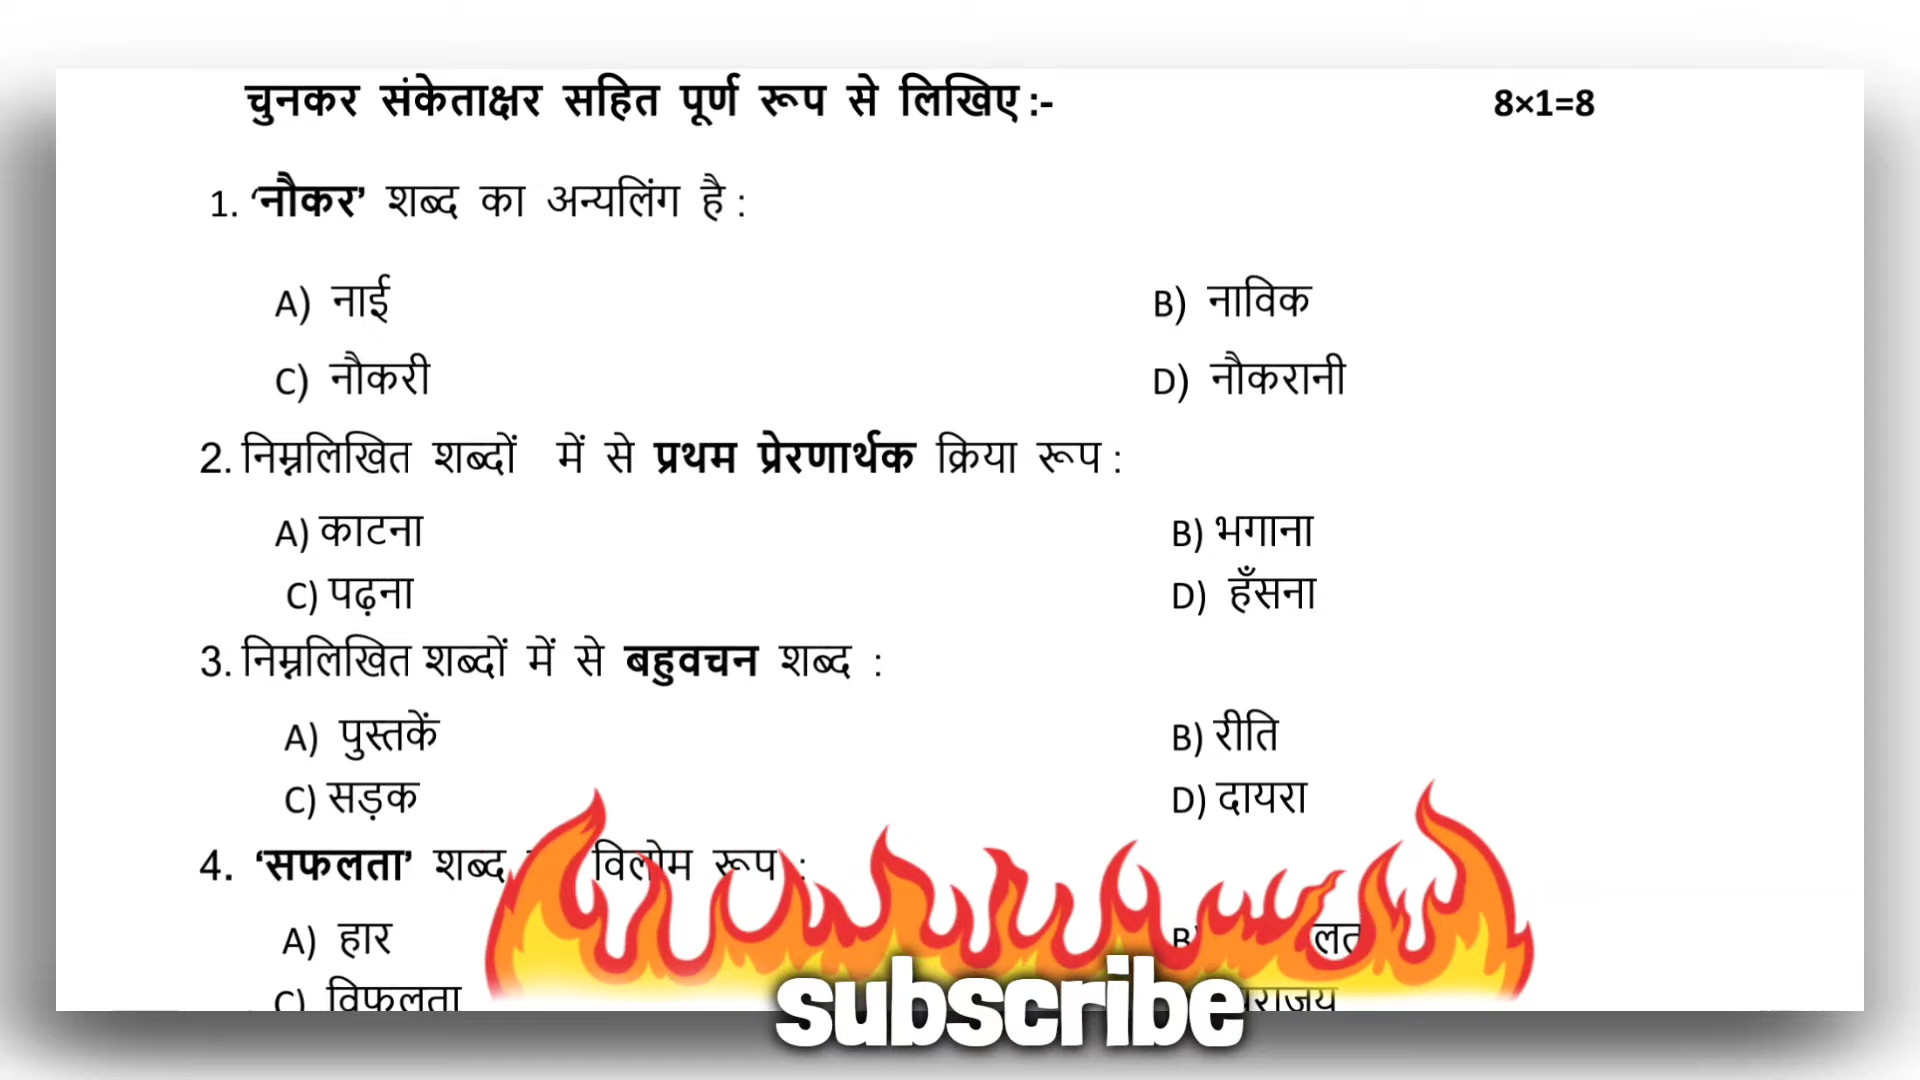 चुनकर संकेताक्षर सहित पूर्ण रूप से लिखिए :- 8×1=8
1. ‘नौकर’ शब्द का अन्यलिंग है :
A) नाई B) नाविक
C) नौकरी D) नौकरानी
2. निम्नलिखित शब्दों में से प्रथम प्रेरणार्थक क्रिया रूप :
A) काटना B) भगाना
C) पढ़ना D) हँसना
3. निम्नलिखित शब्दों में से बहुवचन शब्द :
A) पुस्तकें B) रीति
C) सड़क D) दायरा
4. ‘सफलता’ शब्द विलोम रूप :
A) हार B)
C) विफलता
subscribe